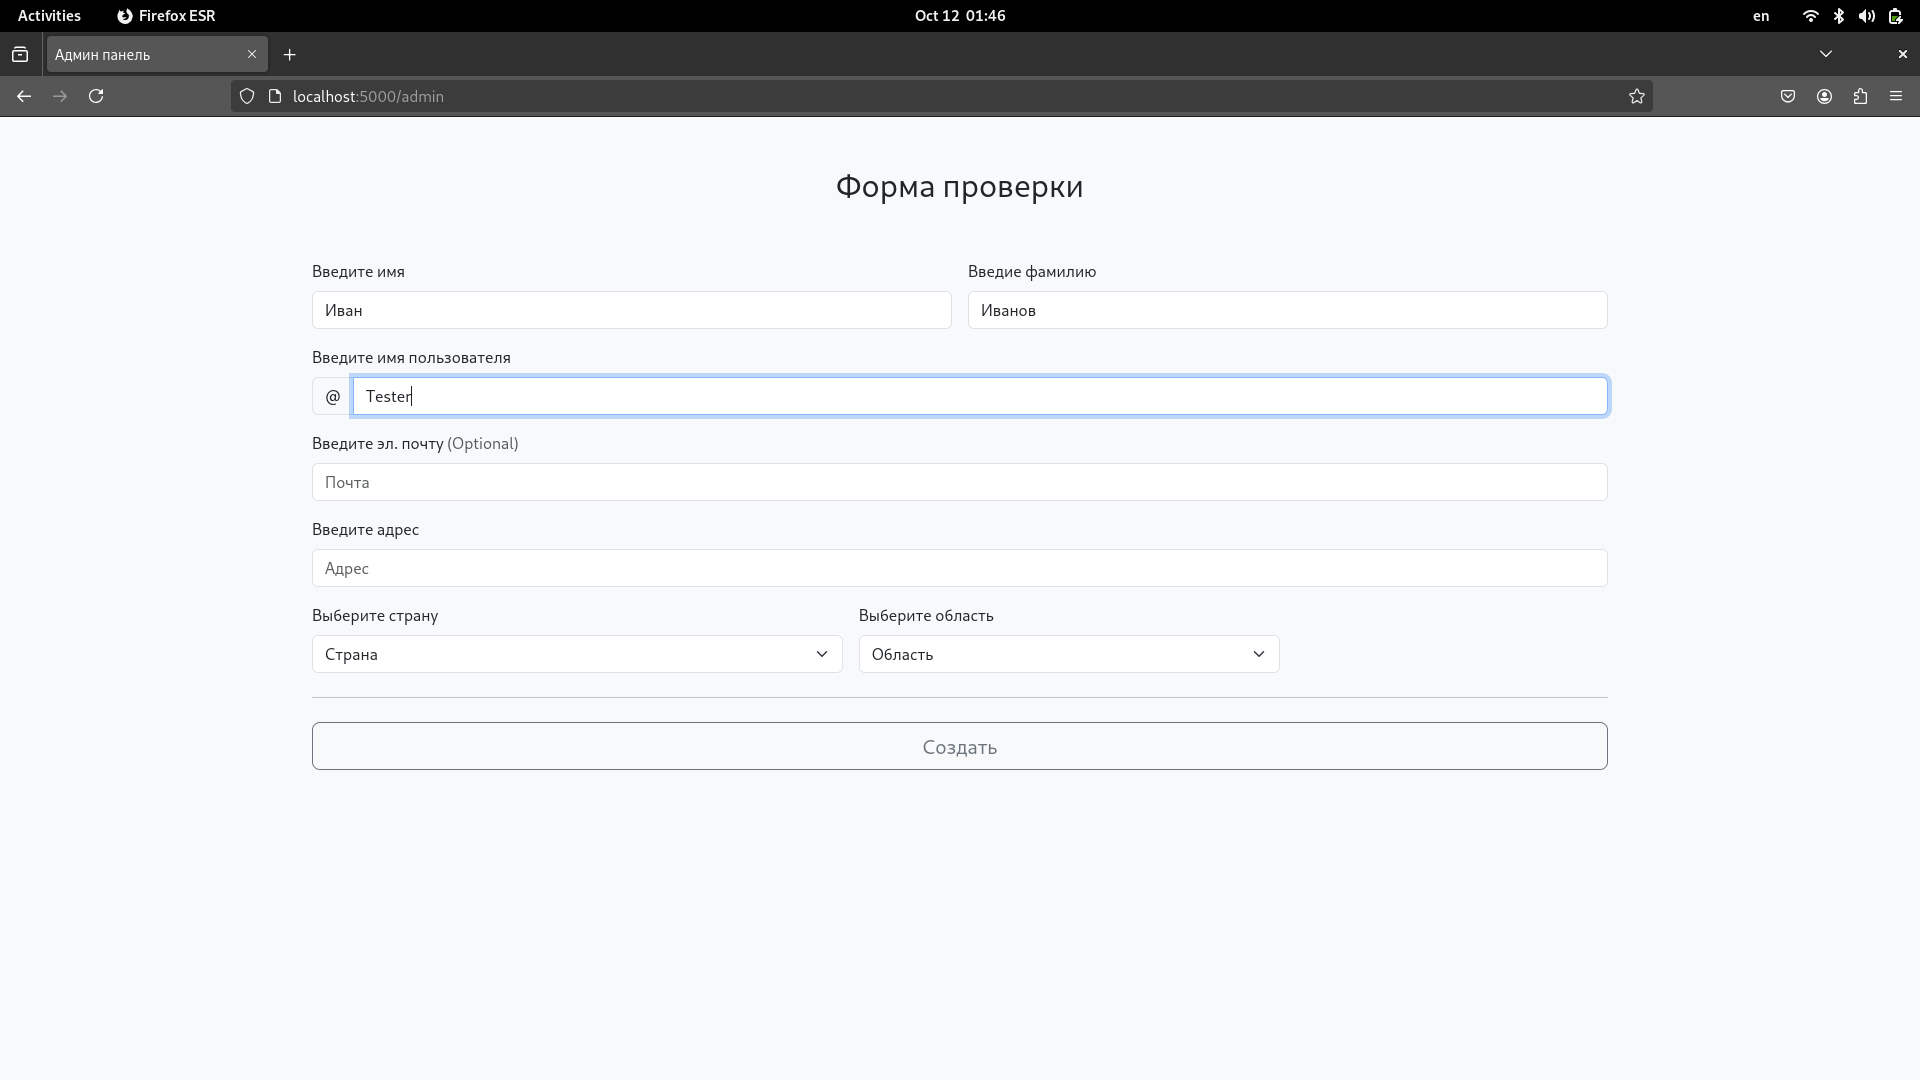 Activities Firefox ESR Oct 12 01:46 en
Админ панель
localhost:5000/admin
Форма проверки
Введите имя Введие фамилию
Иван Иванов
Введите имя пользователя
@ Tester
Введите эл. почту (Optional)
Почта
Введите адрес
Адрес
Выберите страну Выберите область
Страна Область
Создать